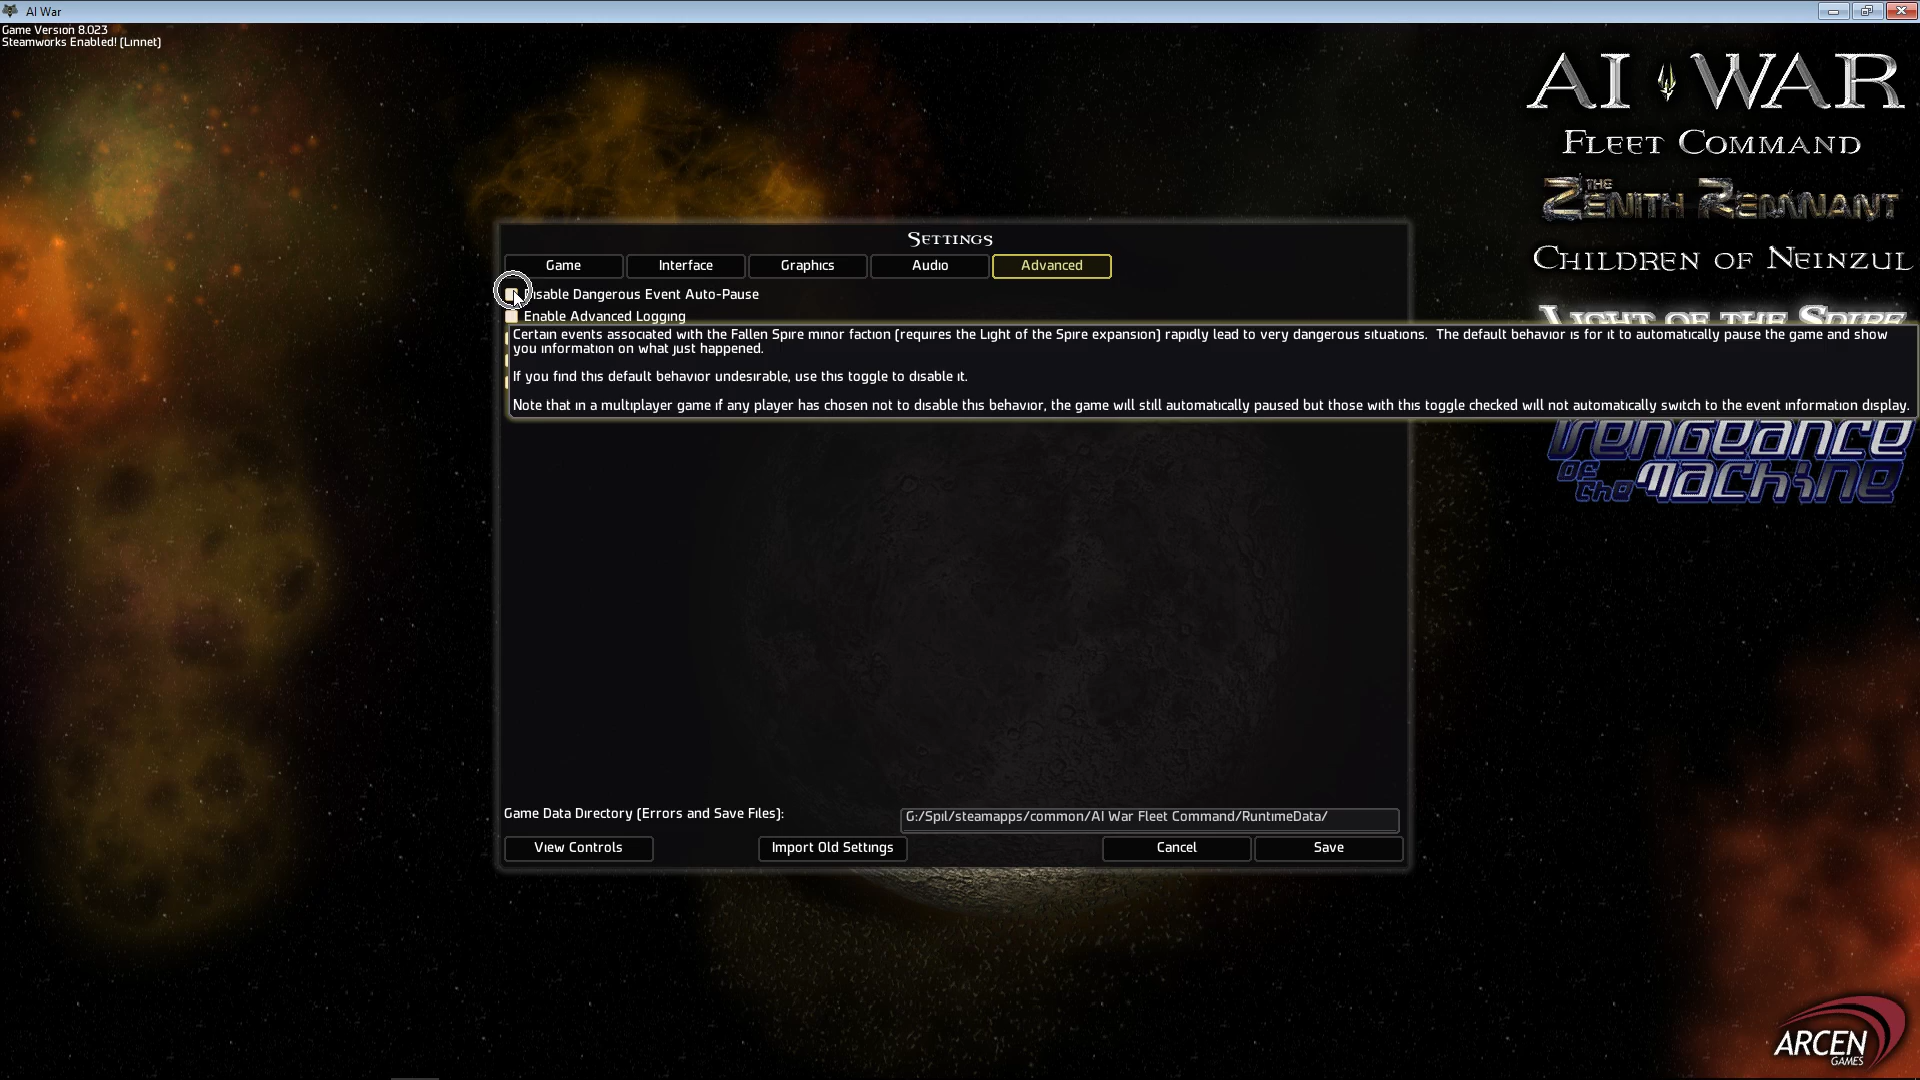 AI War
Game Version 8.023
Steamworks Enabled! (Linnet)
AI WAR
FLEET COMMAND
THE
ZENITH REMNANT
CHILDREN OF NEINZUL
LIGHT OF THE SPIRE
VENGEANCE
OF THE MACHINE
SETTINGS
Game Interface Graphics Audio Advanced
Disable Dangerous Event Auto-Pause
Enable Advanced Logging
Certain events associated with the Fallen Spire minor faction (requires the Light of the Spire expansion) rapidly lead to very dangerous situations.  The default behavior is for it to automatically pause the game and show
you information on what just happened.
If you find this default behavior undesirable, use this toggle to disable it.
Note that in a multiplayer game if any player has chosen not to disable this behavior, the game will still automatically paused but those with this toggle checked will not automatically switch to the event information display.
Game Data Directory (Errors and Save Files): G:/Spil/steamapps/common/AI War Fleet Command/RuntimeData/
View Controls Import Old Settings Cancel Save
ARCEN
GAMES